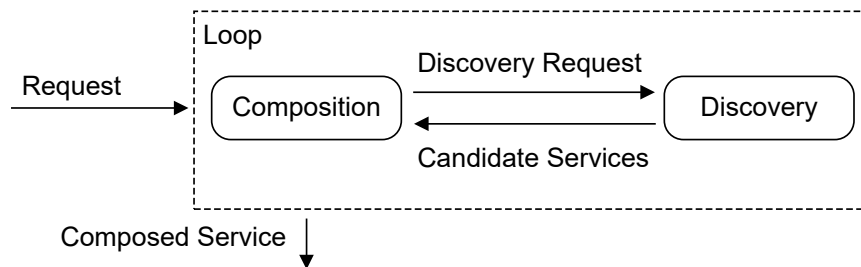 Loop
Discovery Request
Request
Composition
Discovery
Candidate Services
Composed Service